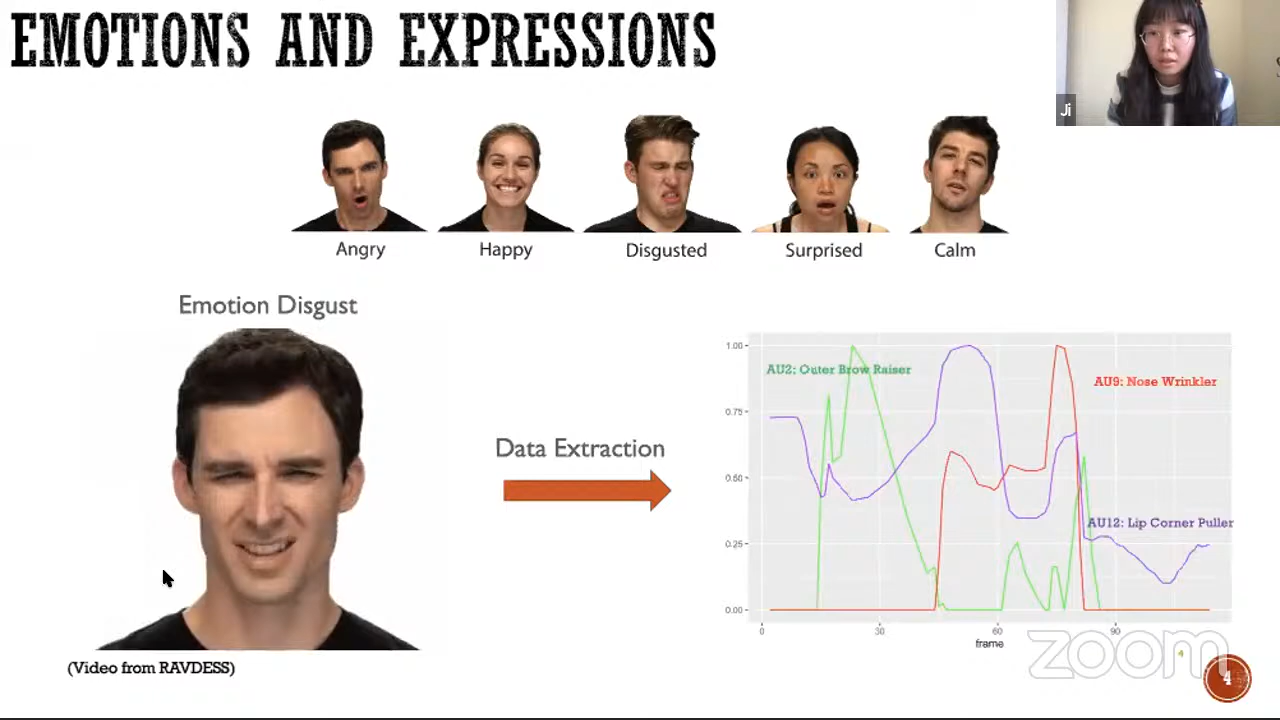 EMOTIONS AND EXPRESSIONS
Ji
Angry
Happy
Disgusted
Surprised
Calm
Emotion Disgust
Data Extraction
(Video from RAVDESS)
1.00
0.75
0.50
0.25
0.00
AU2: Outer Brow Raiser
AU9: Nose Wrinkler
AU12: Lip Corner Puller
0
30
60
90
frame
zoom
4
4